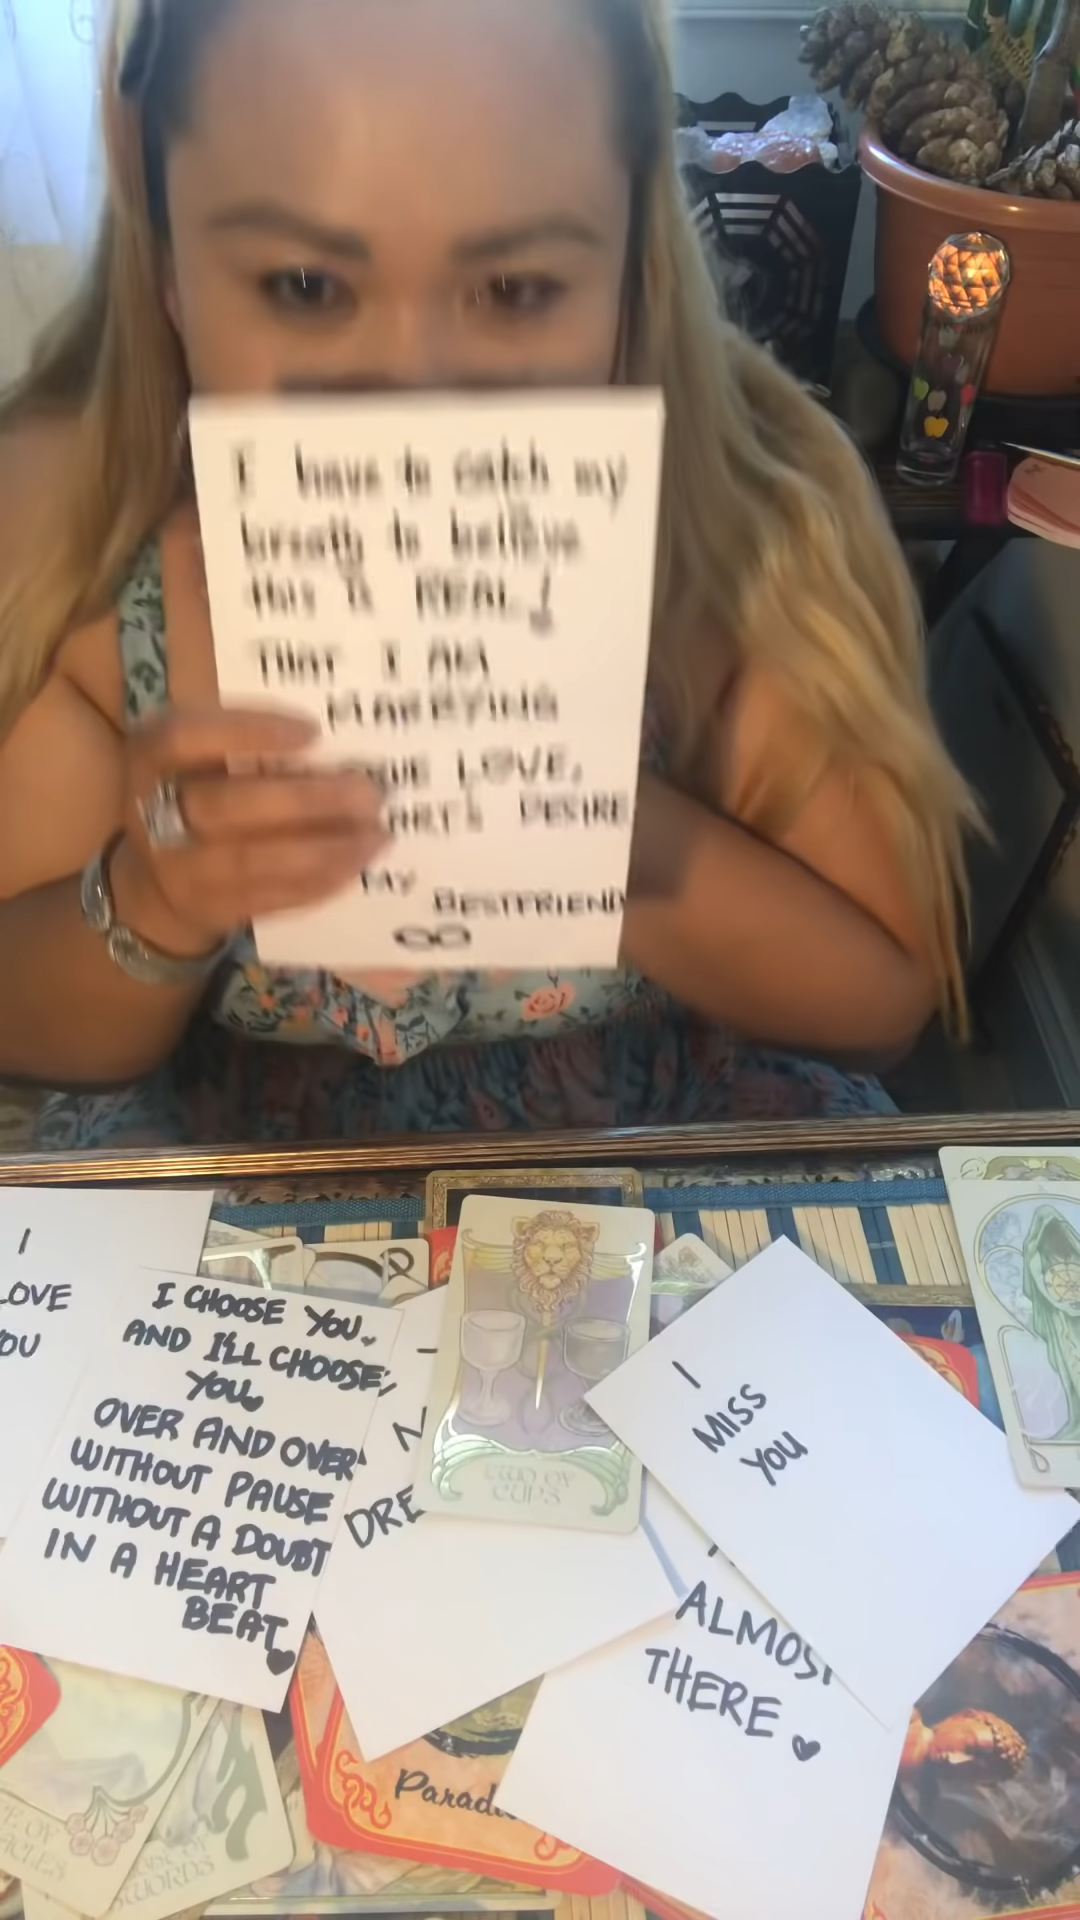 I have to catch my
breath to believe
this is REAL!
THAT I AM
MARRYING
LOVE,
DESIRE
MY
BESTFRIEND
I
LOVE
YOU
I CHOOSE YOU
AND I'LL CHOOSE
YOU
OVER AND OVER
WITHOUT PAUSE
WITHOUT A DOUBT
IN A HEART
BEAT
TWO OF
CUPS
I
MISS
YOU
ALMOST
THERE
SWORDS